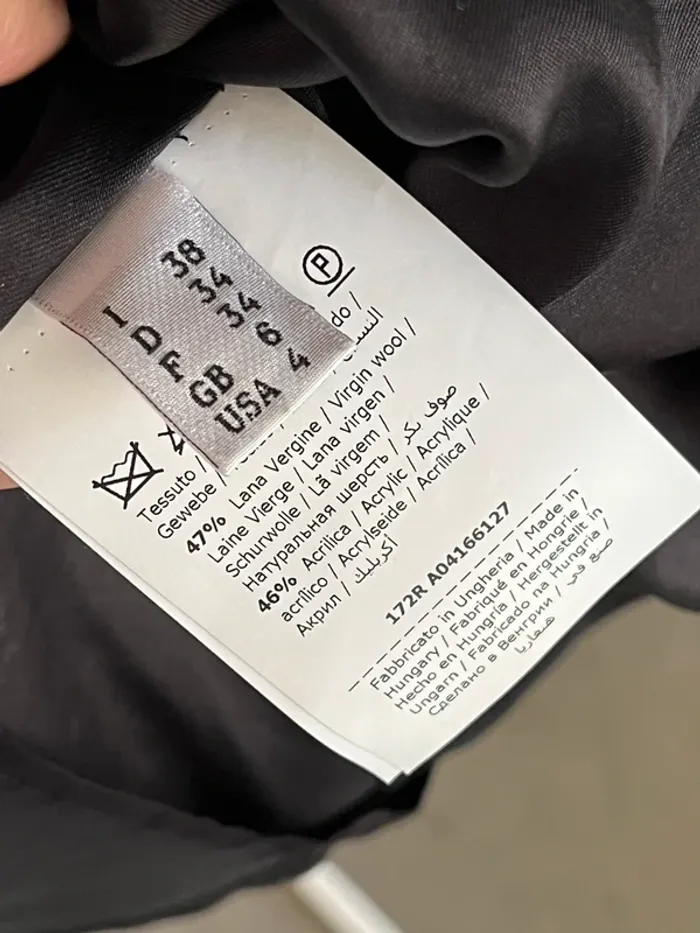 I 38
D 34
F 34
GB 6
USA 4
P
do /
Tessuto / النسيج
Gewebe /
47% Lana Vergine / Virgin wool /
Laine Vierge / Lana virgen /
Schurwolle / Lã virgem /
Натуральная шерсть / صوف بكر
46% Acrilica / Acrylic / Acrylique /
acrílico / Acrylseide / Acrílica /
Акрил / أكريليك
172R A04166127
Fabbricato in Ungheria / Made in
Hungary / Fabriqué en Hongrie /
Hecho en Hungría / Hergestellt in
Ungarn / Fabricado na Hungria /
Сделано в Венгрии / صنع في
هنغاريا